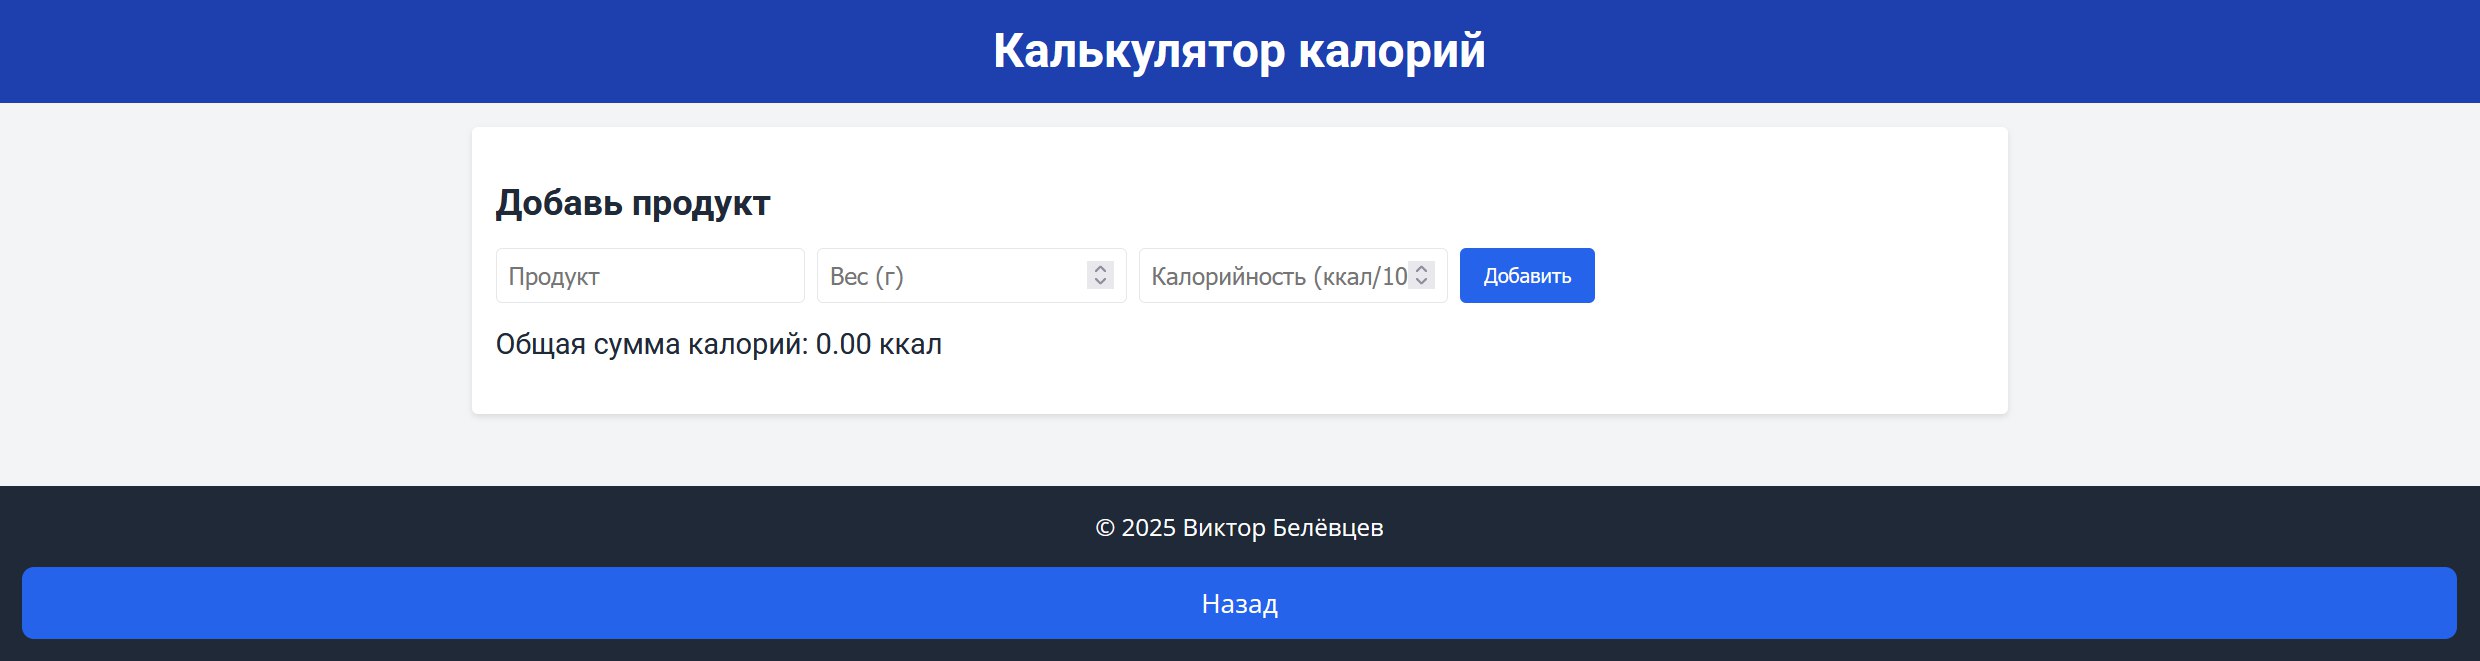 Калькулятор калорий
Добавь продукт
Продукт
Вес (г)
Калорийность (ккал/10
Добавить
Общая сумма калорий: 0.00 ккал
© 2025 Виктор Белёвцев
Назад